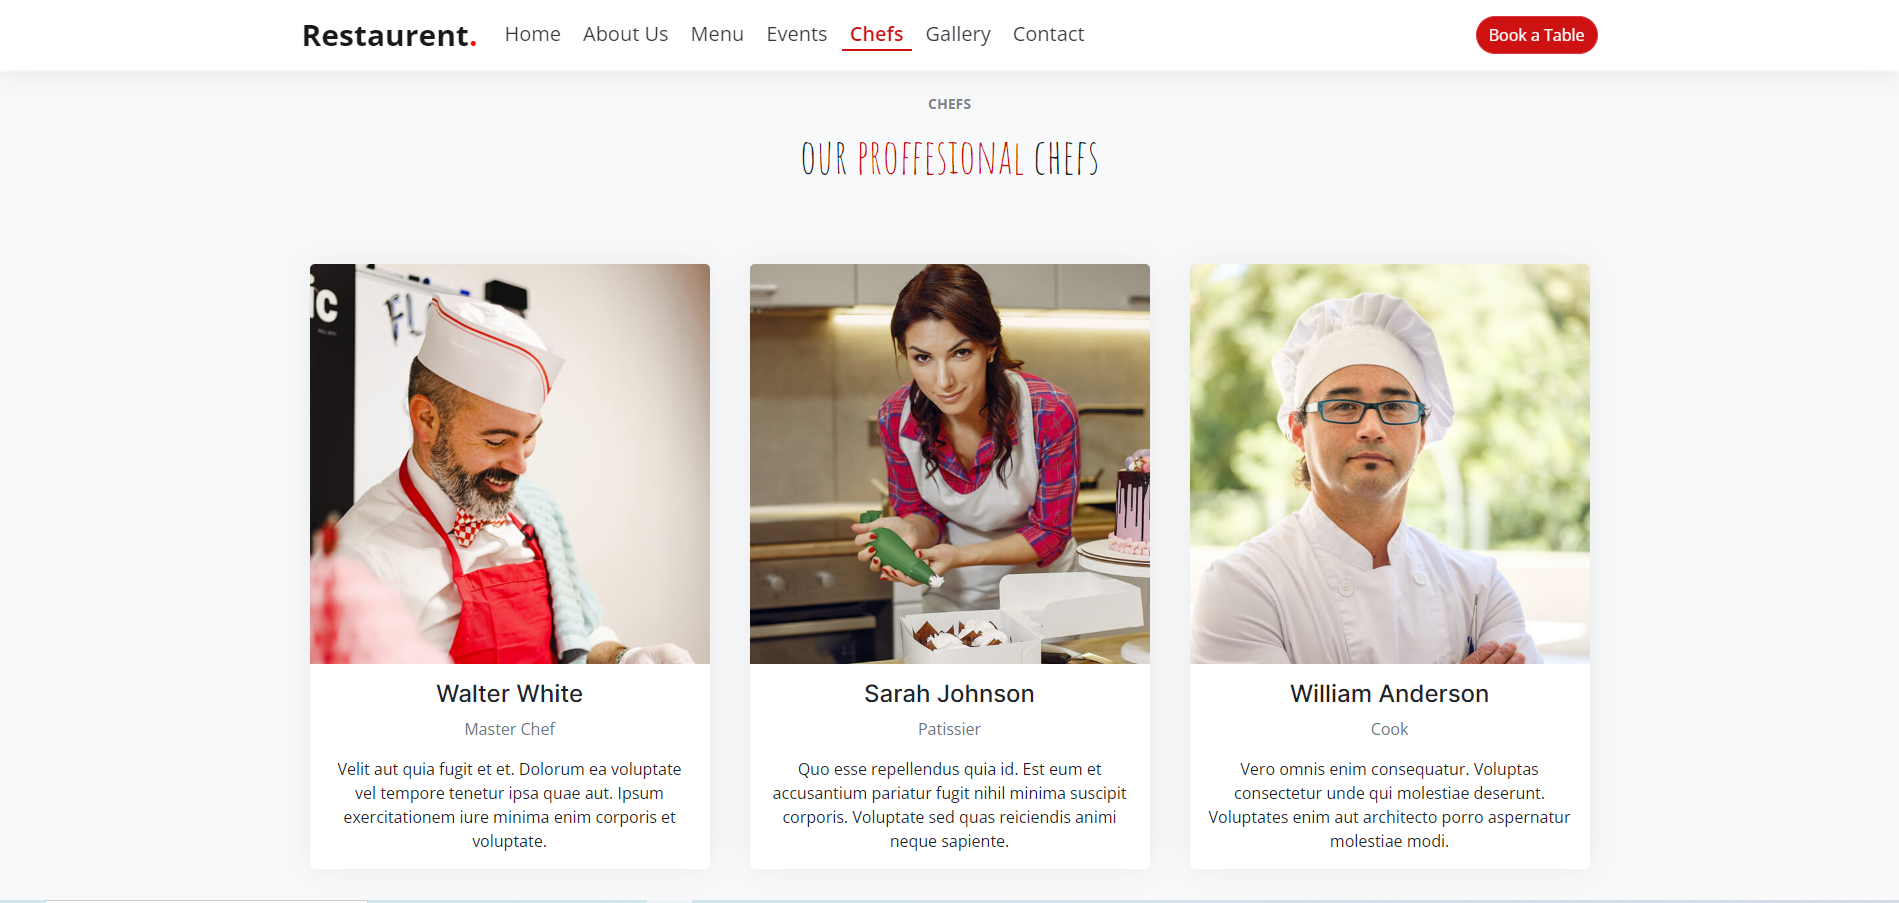 Restaurent. Home About Us Menu Events Chefs Gallery Contact Book a Table
CHEFS
OUR PROFFESIONAL CHEFS
ic
FL
Walter White
Master Chef
Velit aut quia fugit et et. Dolorum ea voluptate
vel tempore tenetur ipsa quae aut. Ipsum
exercitationem iure minima enim corporis et
voluptate.
Sarah Johnson
Patissier
Quo esse repellendus quia id. Est eum et
accusantium pariatur fugit nihil minima suscipit
corporis. Voluptate sed quas reiciendis animi
neque sapiente.
William Anderson
Cook
Vero omnis enim consequatur. Voluptas
consectetur unde qui molestiae deserunt.
Voluptates enim aut architecto porro aspernatur
molestiae modi.